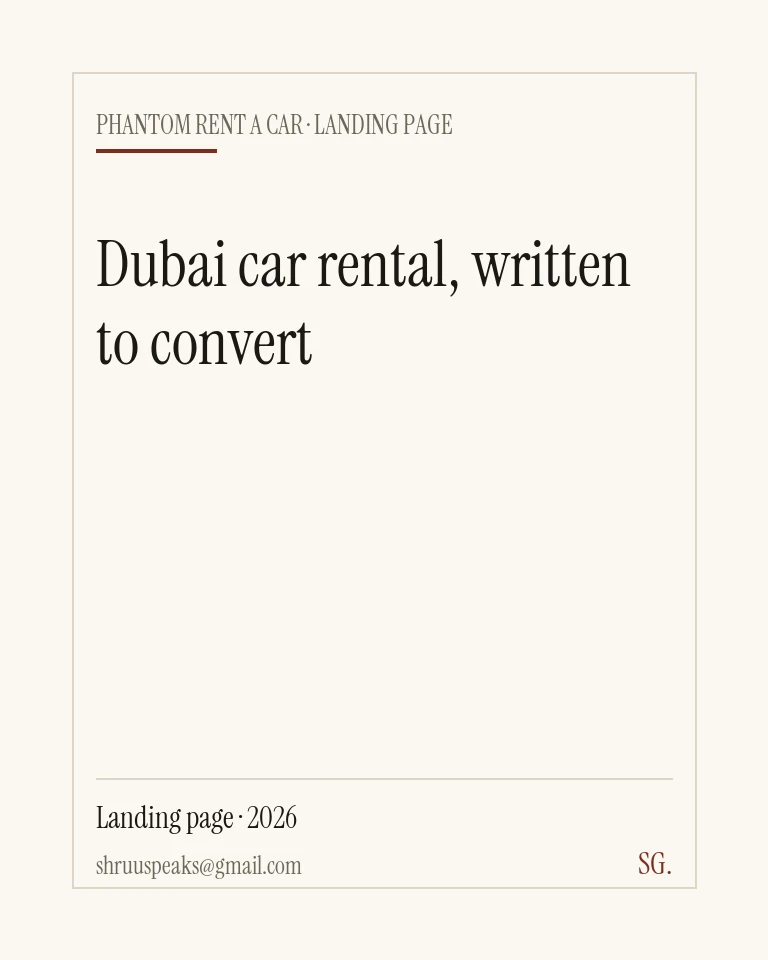 PHANTOM RENT A CAR · LANDING PAGE
Dubai car rental, written
to convert
Landing page · 2026
shruuspeaks@gmail.com
SG.